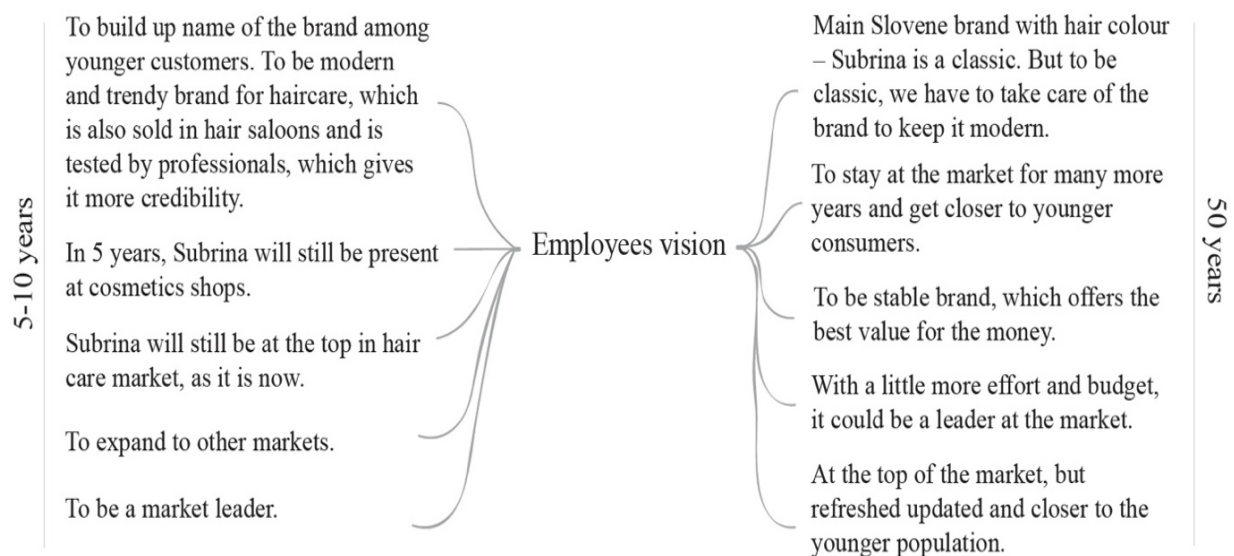 5-10 years
To build up name of the brand among
younger customers. To be modern
and trendy brand for haircare, which
is also sold in hair saloons and is
tested by professionals, which gives
it more credibility.
In 5 years, Subrina will still be present
at cosmetics shops.
Subrina will still be at the top in hair
care market, as it is now.
To expand to other markets.
To be a market leader.
Employees vision
Main Slovene brand with hair colour
– Subrina is a classic. But to be
classic, we have to take care of the
brand to keep it modern.
To stay at the market for many more
years and get closer to younger
consumers.
To be stable brand, which offers the
best value for the money.
With a little more effort and budget,
it could be a leader at the market.
At the top of the market, but
refreshed updated and closer to the
younger population.
50 years